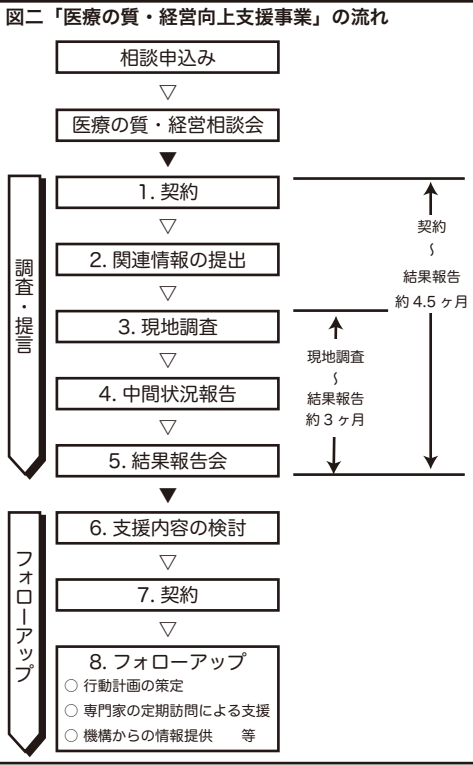 図二「医療の質・経営向上支援事業」の流れ
相談申込み
▽
医療の質・経営相談会
▼
調査・提言
1. 契約
▽
2. 関連情報の提出
▽
3. 現地調査
▽
4. 中間状況報告
▽
5. 結果報告会
契約
〜
結果報告
約 4.5 ヶ月
現地調査
〜
結果報告
約 3 ヶ月
▼
フォローアップ
6. 支援内容の検討
▽
7. 契約
▽
8. フォローアップ
○ 行動計画の策定
○ 専門家の定期訪問による支援
○ 機構からの情報提供　等